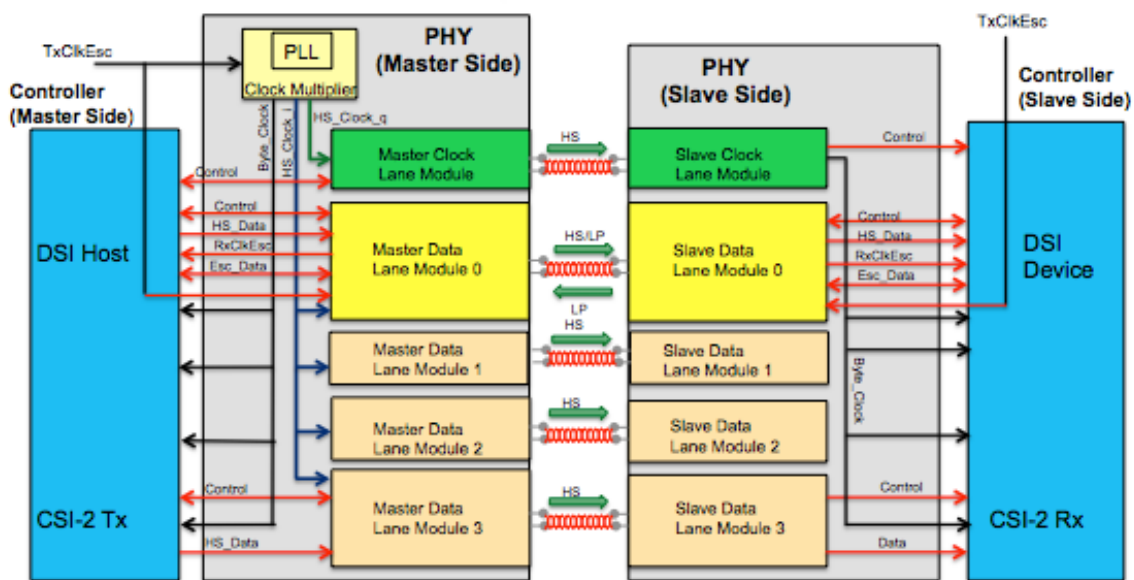 TxClkEsc
PLL
Clock Multiplier
PHY
(Master Side)
PHY
(Slave Side)
TxClkEsc
Controller
(Master Side)
Controller
(Slave Side)
Byte_Clock
HS_Clock_i
HS_Clock_q
Master Clock
Lane Module
HS
Slave Clock
Lane Module
Control
Control
Control
HS_Data
RxClkEsc
Esc_Data
DSI Host
Master Data
Lane Module 0
HS/LP
LP
Slave Data
Lane Module 0
Control
HS_Data
RxClkEsc
Esc_Data
DSI
Device
Master Data
Lane Module 1
HS
Slave Data
Lane Module 1
Byte_Clock
Master Data
Lane Module 2
HS
Slave Data
Lane Module 2
Control
HS_Data
CSI-2 Tx
Master Data
Lane Module 3
HS
Slave Data
Lane Module 3
Control
Data
CSI-2 Rx